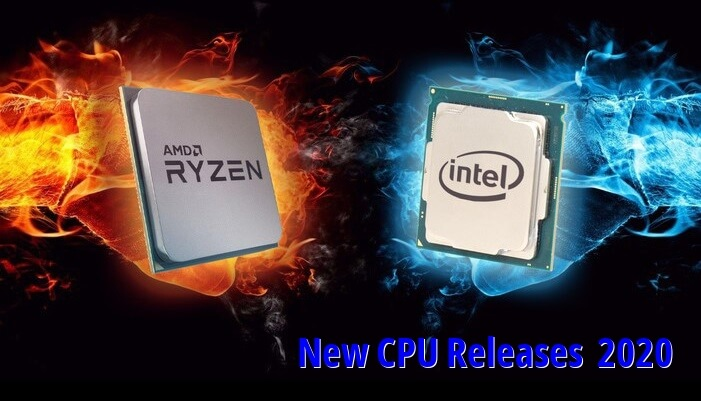 AMD
RYZEN
intel
New CPU Releases 2020